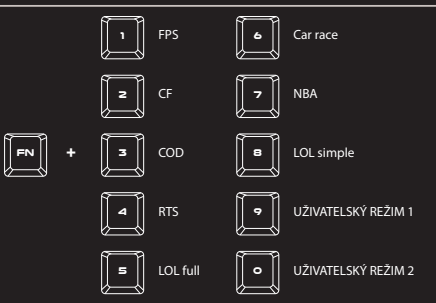 1 FPS 6 Car race
2 CF 7 NBA
FN + 3 COD 8 LOL simple
4 RTS 9 UŽIVATELSKÝ REŽIM 1
5 LOL full 0 UŽIVATELSKÝ REŽIM 2